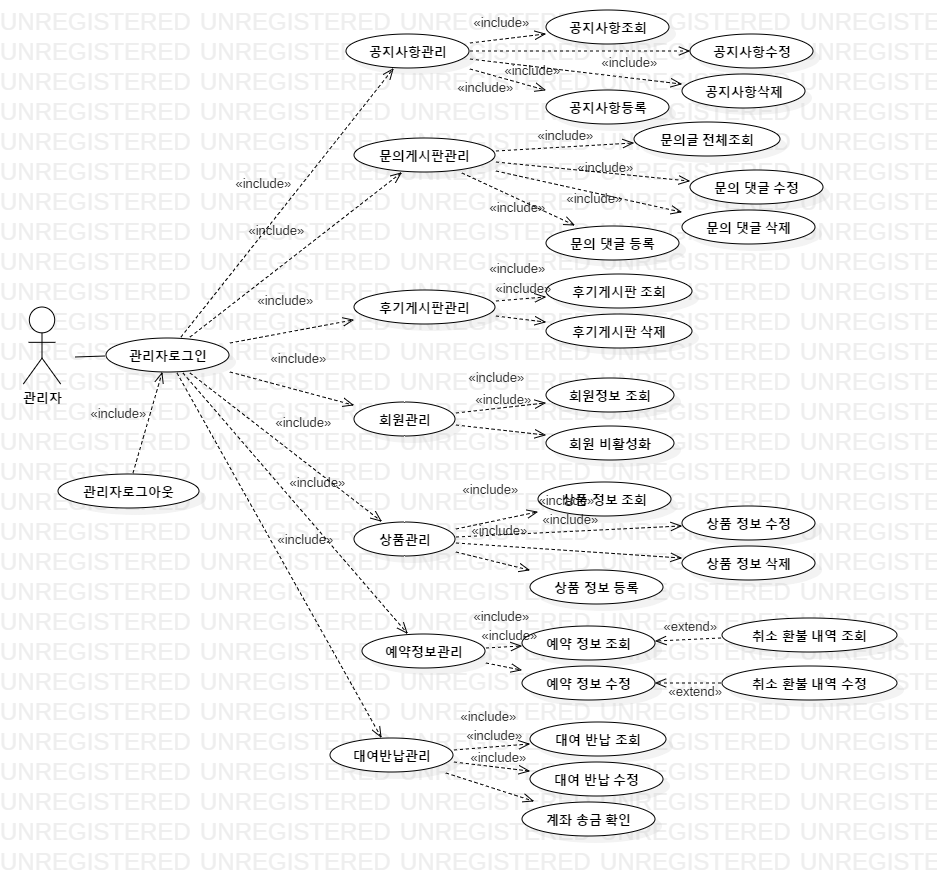 «include»
공지사항조회
공지사항관리
공지사항수정
«include»
«include»
«include»
공지사항삭제
공지사항등록
«include»
문의글 전체조회
문의게시판관리
«include»
«include»
문의 댓글 수정
«include»
«include»
문의 댓글 삭제
«include»
문의 댓글 등록
«include»
«include»
후기게시판 조회
«include»
후기게시판관리
후기게시판 삭제
관리자로그인
«include»
관리자
«include»
회원정보 조회
«include»
«include»
회원관리
«include»
회원 비활성화
«include»
«include»
관리자로그아웃
상품 정보 조회
«include»
«include»
상품 정보 수정
«include»
«include»
상품관리
상품 정보 삭제
상품 정보 등록
«include»
«extend»
취소 환불 내역 조회
«include»
예약 정보 조회
예약정보관리
예약 정보 수정
취소 환불 내역 수정
«extend»
«include»
«include»
대여 반납 조회
대여반납관리
«include»
대여 반납 수정
계좌 송금 확인
UNREGISTERED